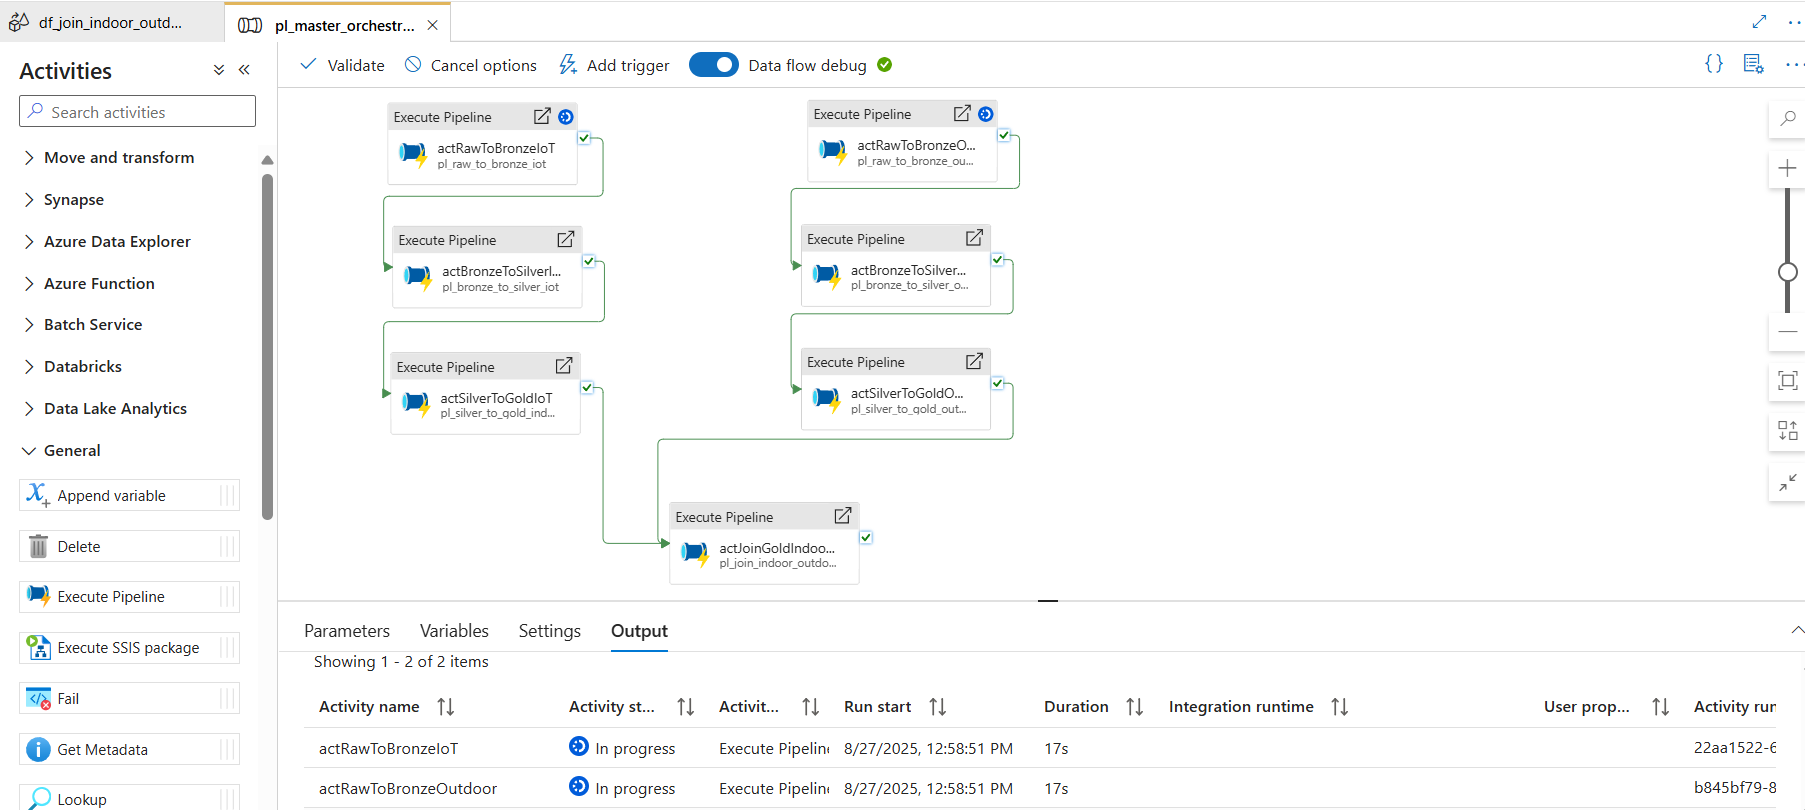 df_join_indoor_outd...
pl_master_orchestr...
Activities
Search activities
Move and transform
Synapse
Azure Data Explorer
Azure Function
Batch Service
Databricks
Data Lake Analytics
General
Append variable
Delete
Execute Pipeline
Execute SSIS package
Fail
Get Metadata
Lookup
Validate
Cancel options
Add trigger
Data flow debug
Execute Pipeline
actRawToBronzeIoT
pl_raw_to_bronze_iot
Execute Pipeline
actRawToBronzeO...
pl_raw_to_bronze_ou...
Execute Pipeline
actBronzeToSilverI...
pl_bronze_to_silver_iot
Execute Pipeline
actBronzeToSilver...
pl_bronze_to_silver_o...
Execute Pipeline
actSilverToGoldIoT
pl_silver_to_gold_ind...
Execute Pipeline
actSilverToGoldO...
pl_silver_to_gold_out...
Execute Pipeline
actJoinGoldIndoo...
pl_join_indoor_outdo...
Parameters Variables Settings Output
Showing 1 - 2 of 2 items
Activity name Activity st... Activit... Run start Duration Integration runtime User prop... Activity run
actRawToBronzeIoT In progress Execute Pipeline 8/27/2025, 12:58:51 PM 17s 22aa1522-6
actRawToBronzeOutdoor In progress Execute Pipeline 8/27/2025, 12:58:51 PM 17s b845bf79-8